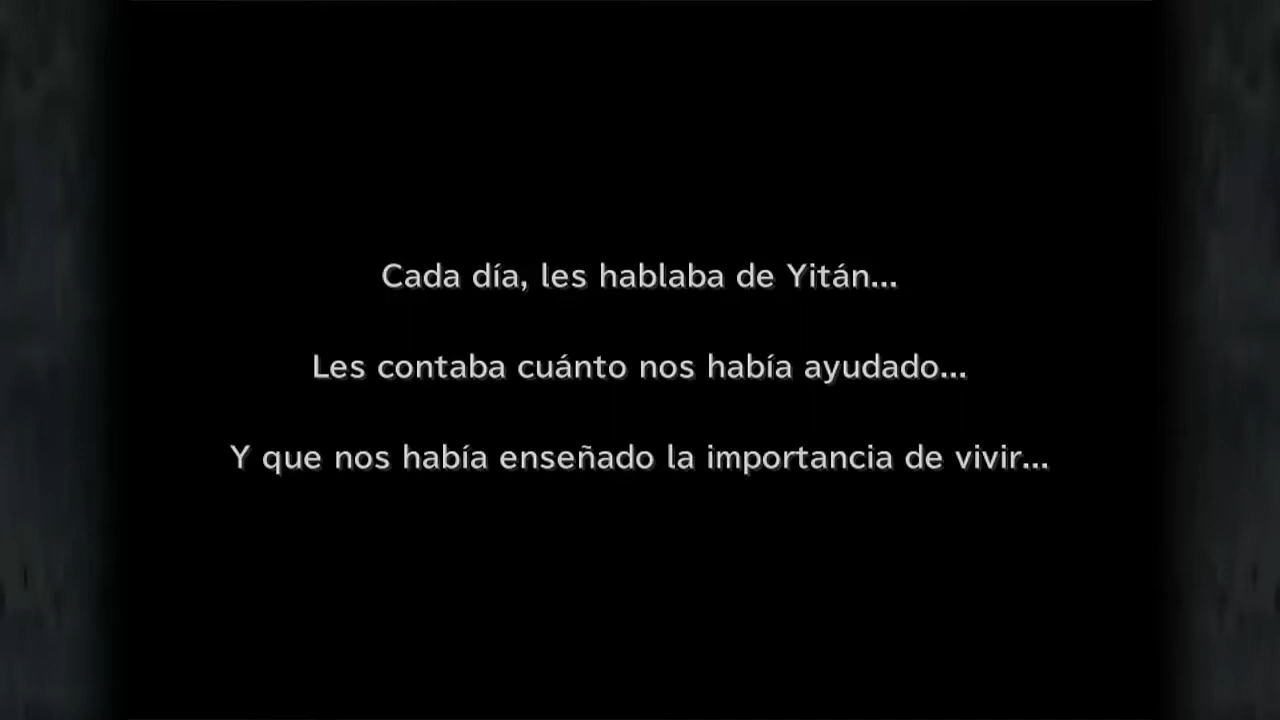 Cada día, les hablaba de Yitán...
Les contaba cuánto nos había ayudado...
Y que nos había enseñado la importancia de vivir...